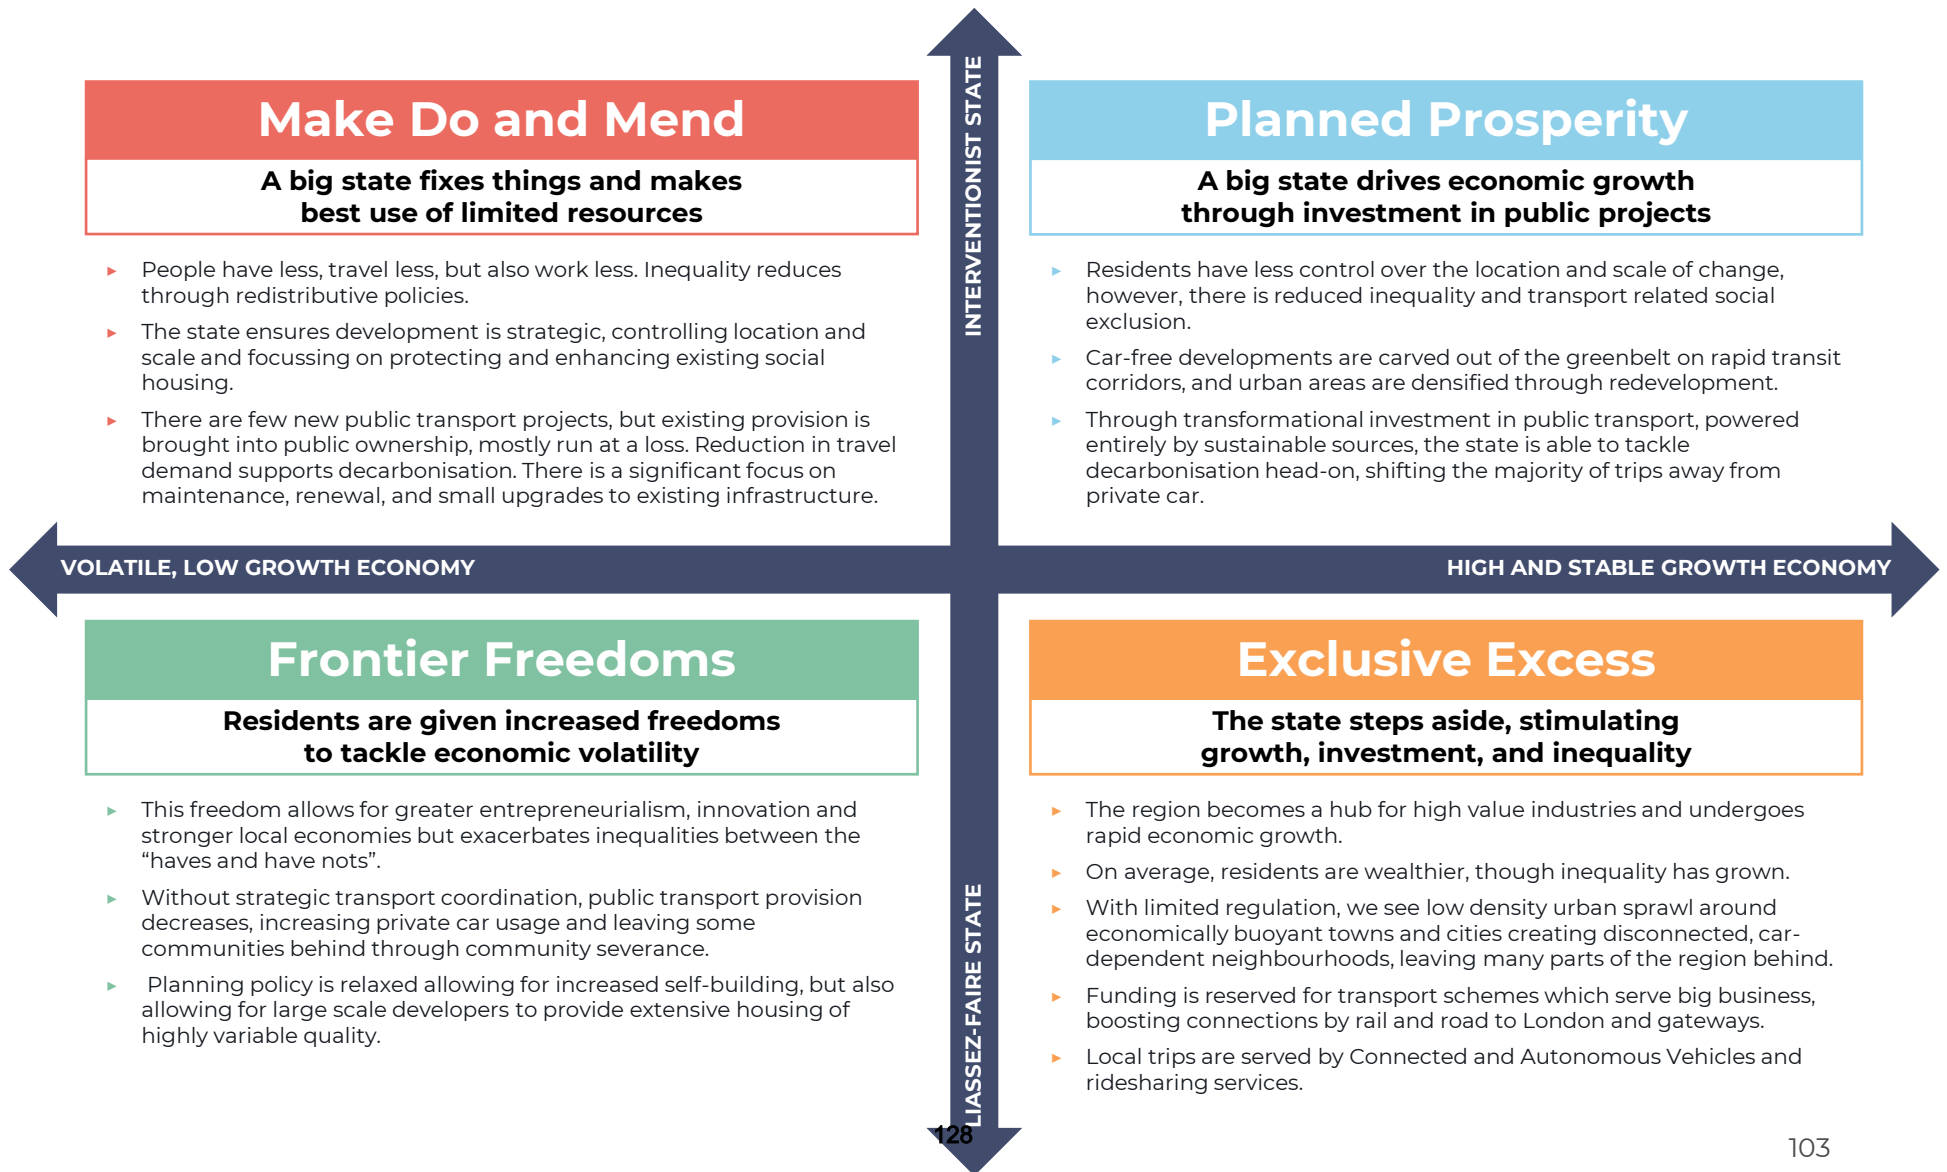 INTERVENTIONIST STATE
Make Do and Mend
A big state fixes things and makes
best use of limited resources
▸ People have less, travel less, but also work less. Inequality reduces
through redistributive policies.
▸ The state ensures development is strategic, controlling location and
scale and focussing on protecting and enhancing existing social
housing.
▸ There are few new public transport projects, but existing provision is
brought into public ownership, mostly run at a loss. Reduction in travel
demand supports decarbonisation. There is a significant focus on
maintenance, renewal, and small upgrades to existing infrastructure.
Planned Prosperity
A big state drives economic growth
through investment in public projects
▸ Residents have less control over the location and scale of change,
however, there is reduced inequality and transport related social
exclusion.
▸ Car-free developments are carved out of the greenbelt on rapid transit
corridors, and urban areas are densified through redevelopment.
▸ Through transformational investment in public transport, powered
entirely by sustainable sources, the state is able to tackle
decarbonisation head-on, shifting the majority of trips away from
private car.
VOLATILE, LOW GROWTH ECONOMY
HIGH AND STABLE GROWTH ECONOMY
Frontier Freedoms
Residents are given increased freedoms
to tackle economic volatility
▸ This freedom allows for greater entrepreneurialism, innovation and
stronger local economies but exacerbates inequalities between the
“haves and have nots”.
▸ Without strategic transport coordination, public transport provision
decreases, increasing private car usage and leaving some
communities behind through community severance.
▸ Planning policy is relaxed allowing for increased self-building, but also
allowing for large scale developers to provide extensive housing of
highly variable quality.
Exclusive Excess
The state steps aside, stimulating
growth, investment, and inequality
▸ The region becomes a hub for high value industries and undergoes
rapid economic growth.
▸ On average, residents are wealthier, though inequality has grown.
▸ With limited regulation, we see low density urban sprawl around
economically buoyant towns and cities creating disconnected, car-
dependent neighbourhoods, leaving many parts of the region behind.
▸ Funding is reserved for transport schemes which serve big business,
boosting connections by rail and road to London and gateways.
▸ Local trips are served by Connected and Autonomous Vehicles and
ridesharing services.
LIASSEZ-FAIRE STATE
128
103